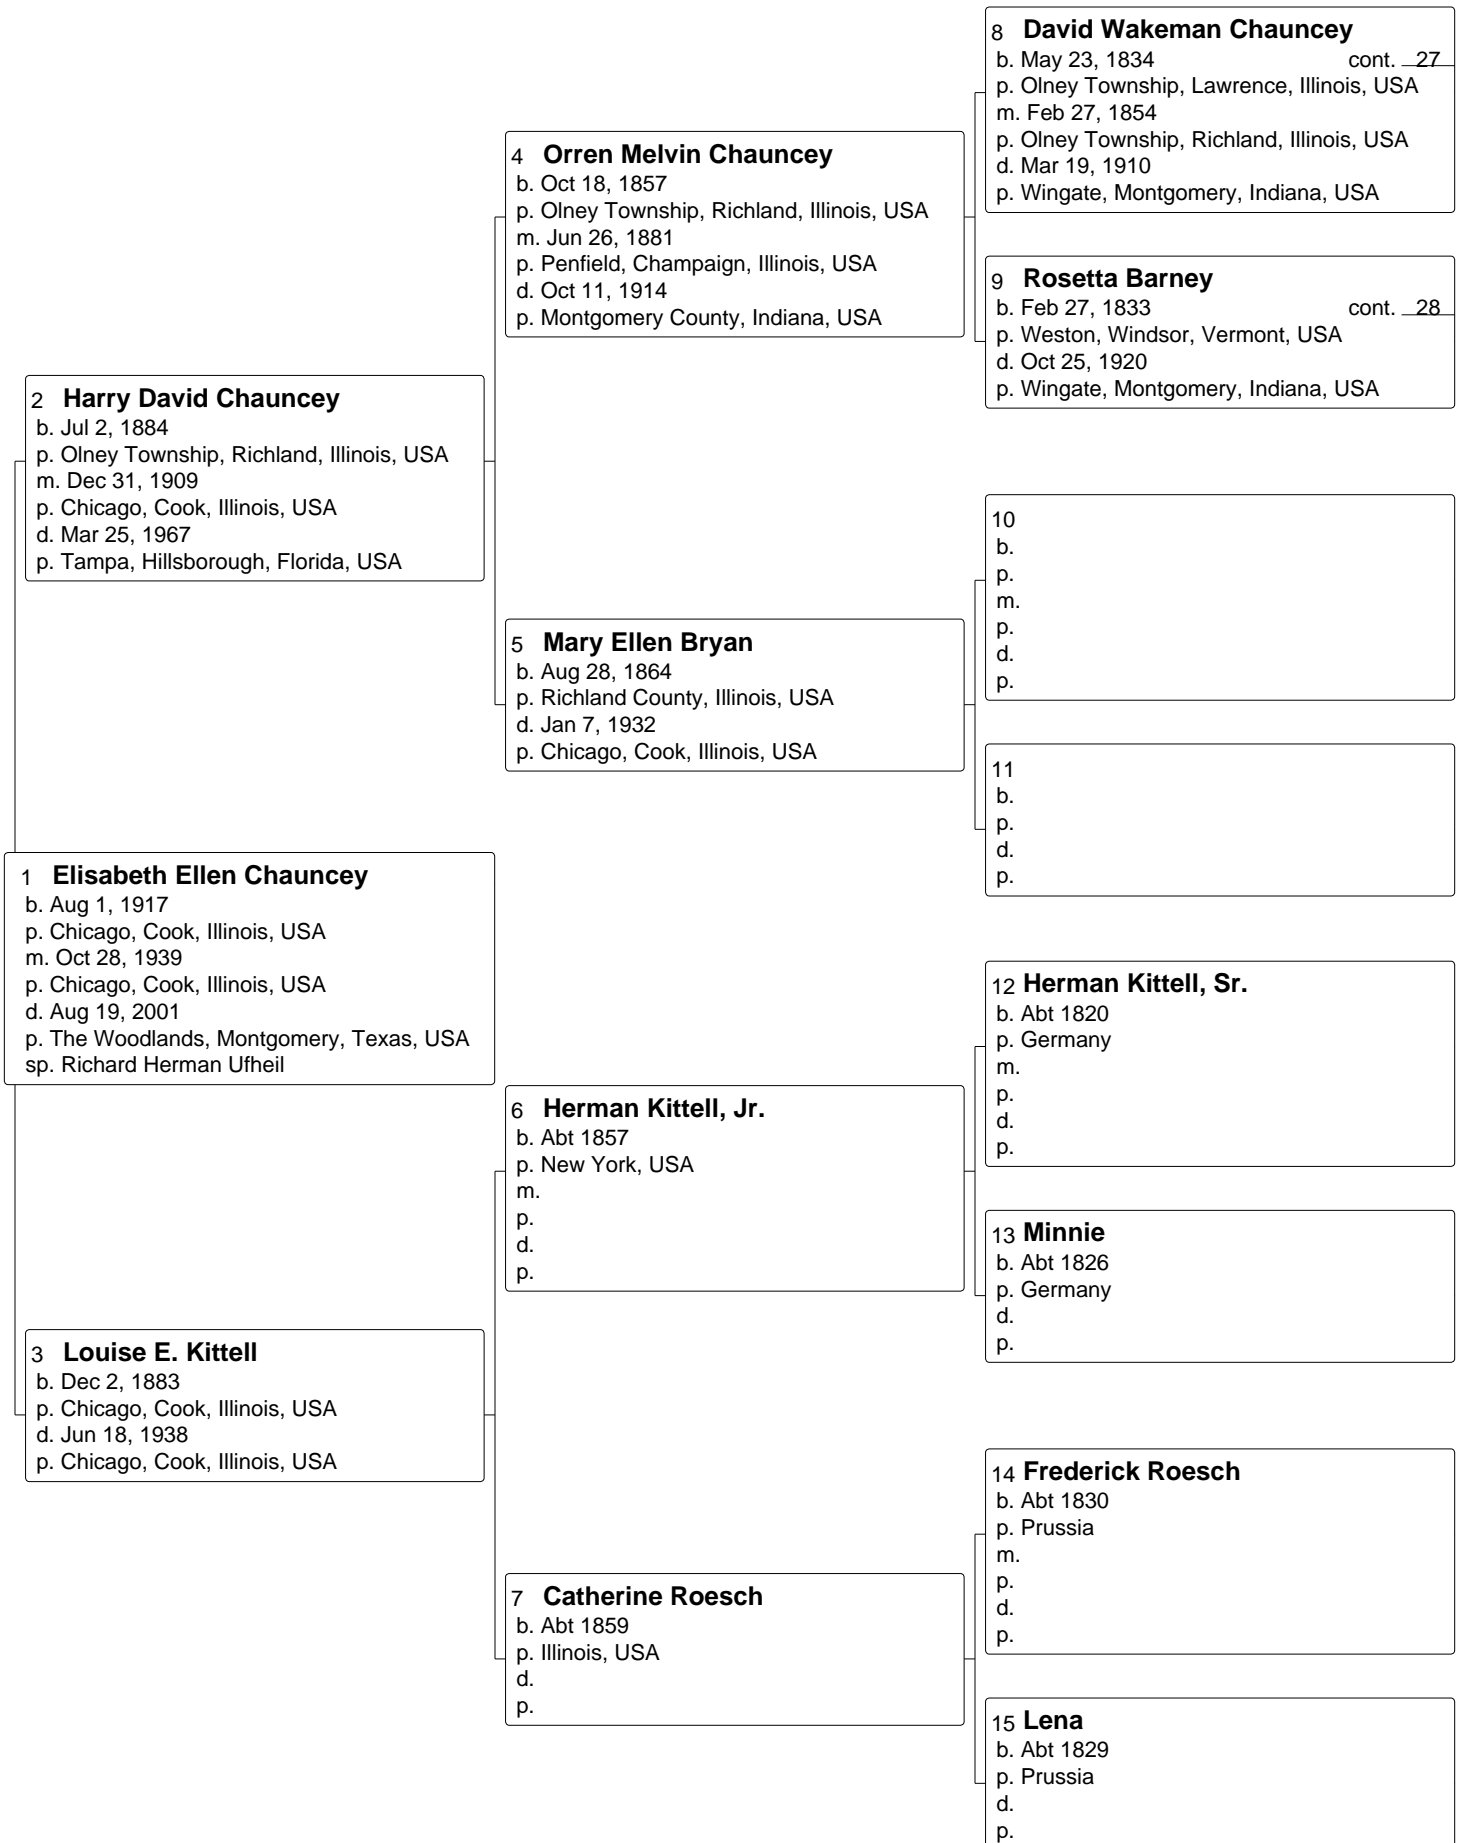 8 David Wakeman Chauncey
b. May 23, 1834 cont. 27
p. Olney Township, Lawrence, Illinois, USA
m. Feb 27, 1854
p. Olney Township, Richland, Illinois, USA
d. Mar 19, 1910
p. Wingate, Montgomery, Indiana, USA
4 Orren Melvin Chauncey
b. Oct 18, 1857
p. Olney Township, Richland, Illinois, USA
m. Jun 26, 1881
p. Penfield, Champaign, Illinois, USA
d. Oct 11, 1914
p. Montgomery County, Indiana, USA
9 Rosetta Barney
b. Feb 27, 1833 cont. 28
p. Weston, Windsor, Vermont, USA
d. Oct 25, 1920
p. Wingate, Montgomery, Indiana, USA
2 Harry David Chauncey
b. Jul 2, 1884
p. Olney Township, Richland, Illinois, USA
m. Dec 31, 1909
p. Chicago, Cook, Illinois, USA
d. Mar 25, 1967
p. Tampa, Hillsborough, Florida, USA
10
b.
p.
m.
p.
d.
p.
5 Mary Ellen Bryan
b. Aug 28, 1864
p. Richland County, Illinois, USA
d. Jan 7, 1932
p. Chicago, Cook, Illinois, USA
11
b.
p.
d.
p.
1 Elisabeth Ellen Chauncey
b. Aug 1, 1917
p. Chicago, Cook, Illinois, USA
m. Oct 28, 1939
p. Chicago, Cook, Illinois, USA
d. Aug 19, 2001
p. The Woodlands, Montgomery, Texas, USA
sp. Richard Herman Ufheil
12 Herman Kittell, Sr.
b. Abt 1820
p. Germany
m.
p.
d.
p.
6 Herman Kittell, Jr.
b. Abt 1857
p. New York, USA
m.
p.
d.
p.
13 Minnie
b. Abt 1826
p. Germany
d.
p.
3 Louise E. Kittell
b. Dec 2, 1883
p. Chicago, Cook, Illinois, USA
d. Jun 18, 1938
p. Chicago, Cook, Illinois, USA
14 Frederick Roesch
b. Abt 1830
p. Prussia
m.
p.
d.
p.
7 Catherine Roesch
b. Abt 1859
p. Illinois, USA
d.
p.
15 Lena
b. Abt 1829
p. Prussia
d.
p.